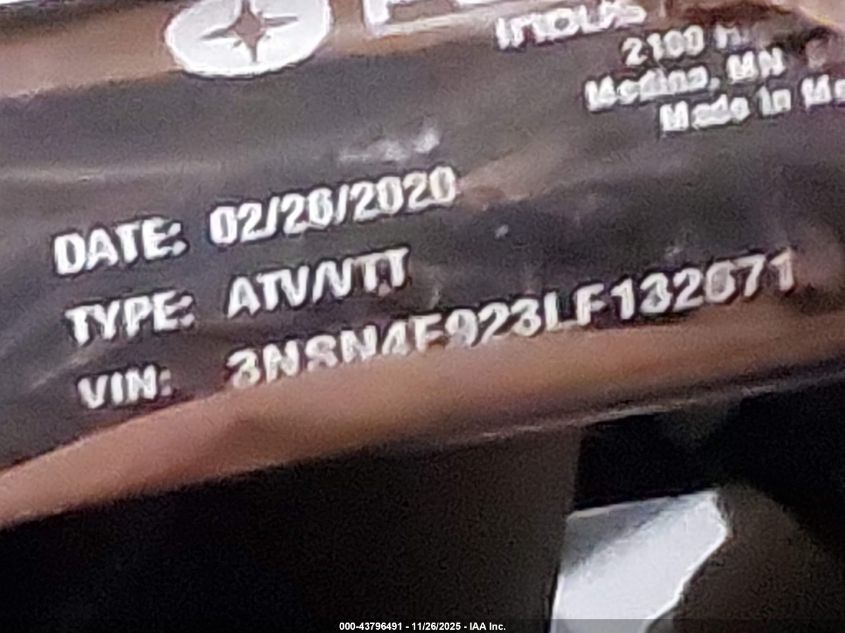 2100
Medina, MN
Made in
DATE: 02/26/2020
TYPE: ATV/VTT
VIN: 3NSN4E923LF132671
000-43796491 - 11/26/2025 - IAA Inc.